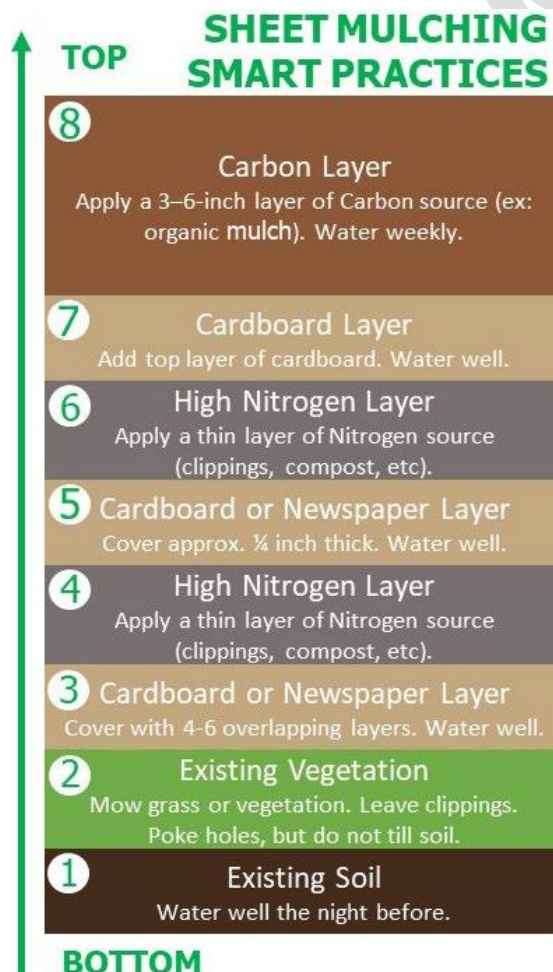 SHEET MULCHING
TOP
SMART PRACTICES
8
Carbon Layer
Apply a 3–6-inch layer of Carbon source (ex:
organic mulch). Water weekly.
7
Cardboard Layer
Add top layer of cardboard. Water well.
6
High Nitrogen Layer
Apply a thin layer of Nitrogen source
(clippings, compost, etc).
5
Cardboard or Newspaper Layer
Cover approx. ¼ inch thick. Water well.
4
High Nitrogen Layer
Apply a thin layer of Nitrogen source
(clippings, compost, etc).
3
Cardboard or Newspaper Layer
Cover with 4-6 overlapping layers. Water well.
2
Existing Vegetation
Mow grass or vegetation. Leave clippings.
Poke holes, but do not till soil.
1
Existing Soil
Water well the night before.
BOTTOM